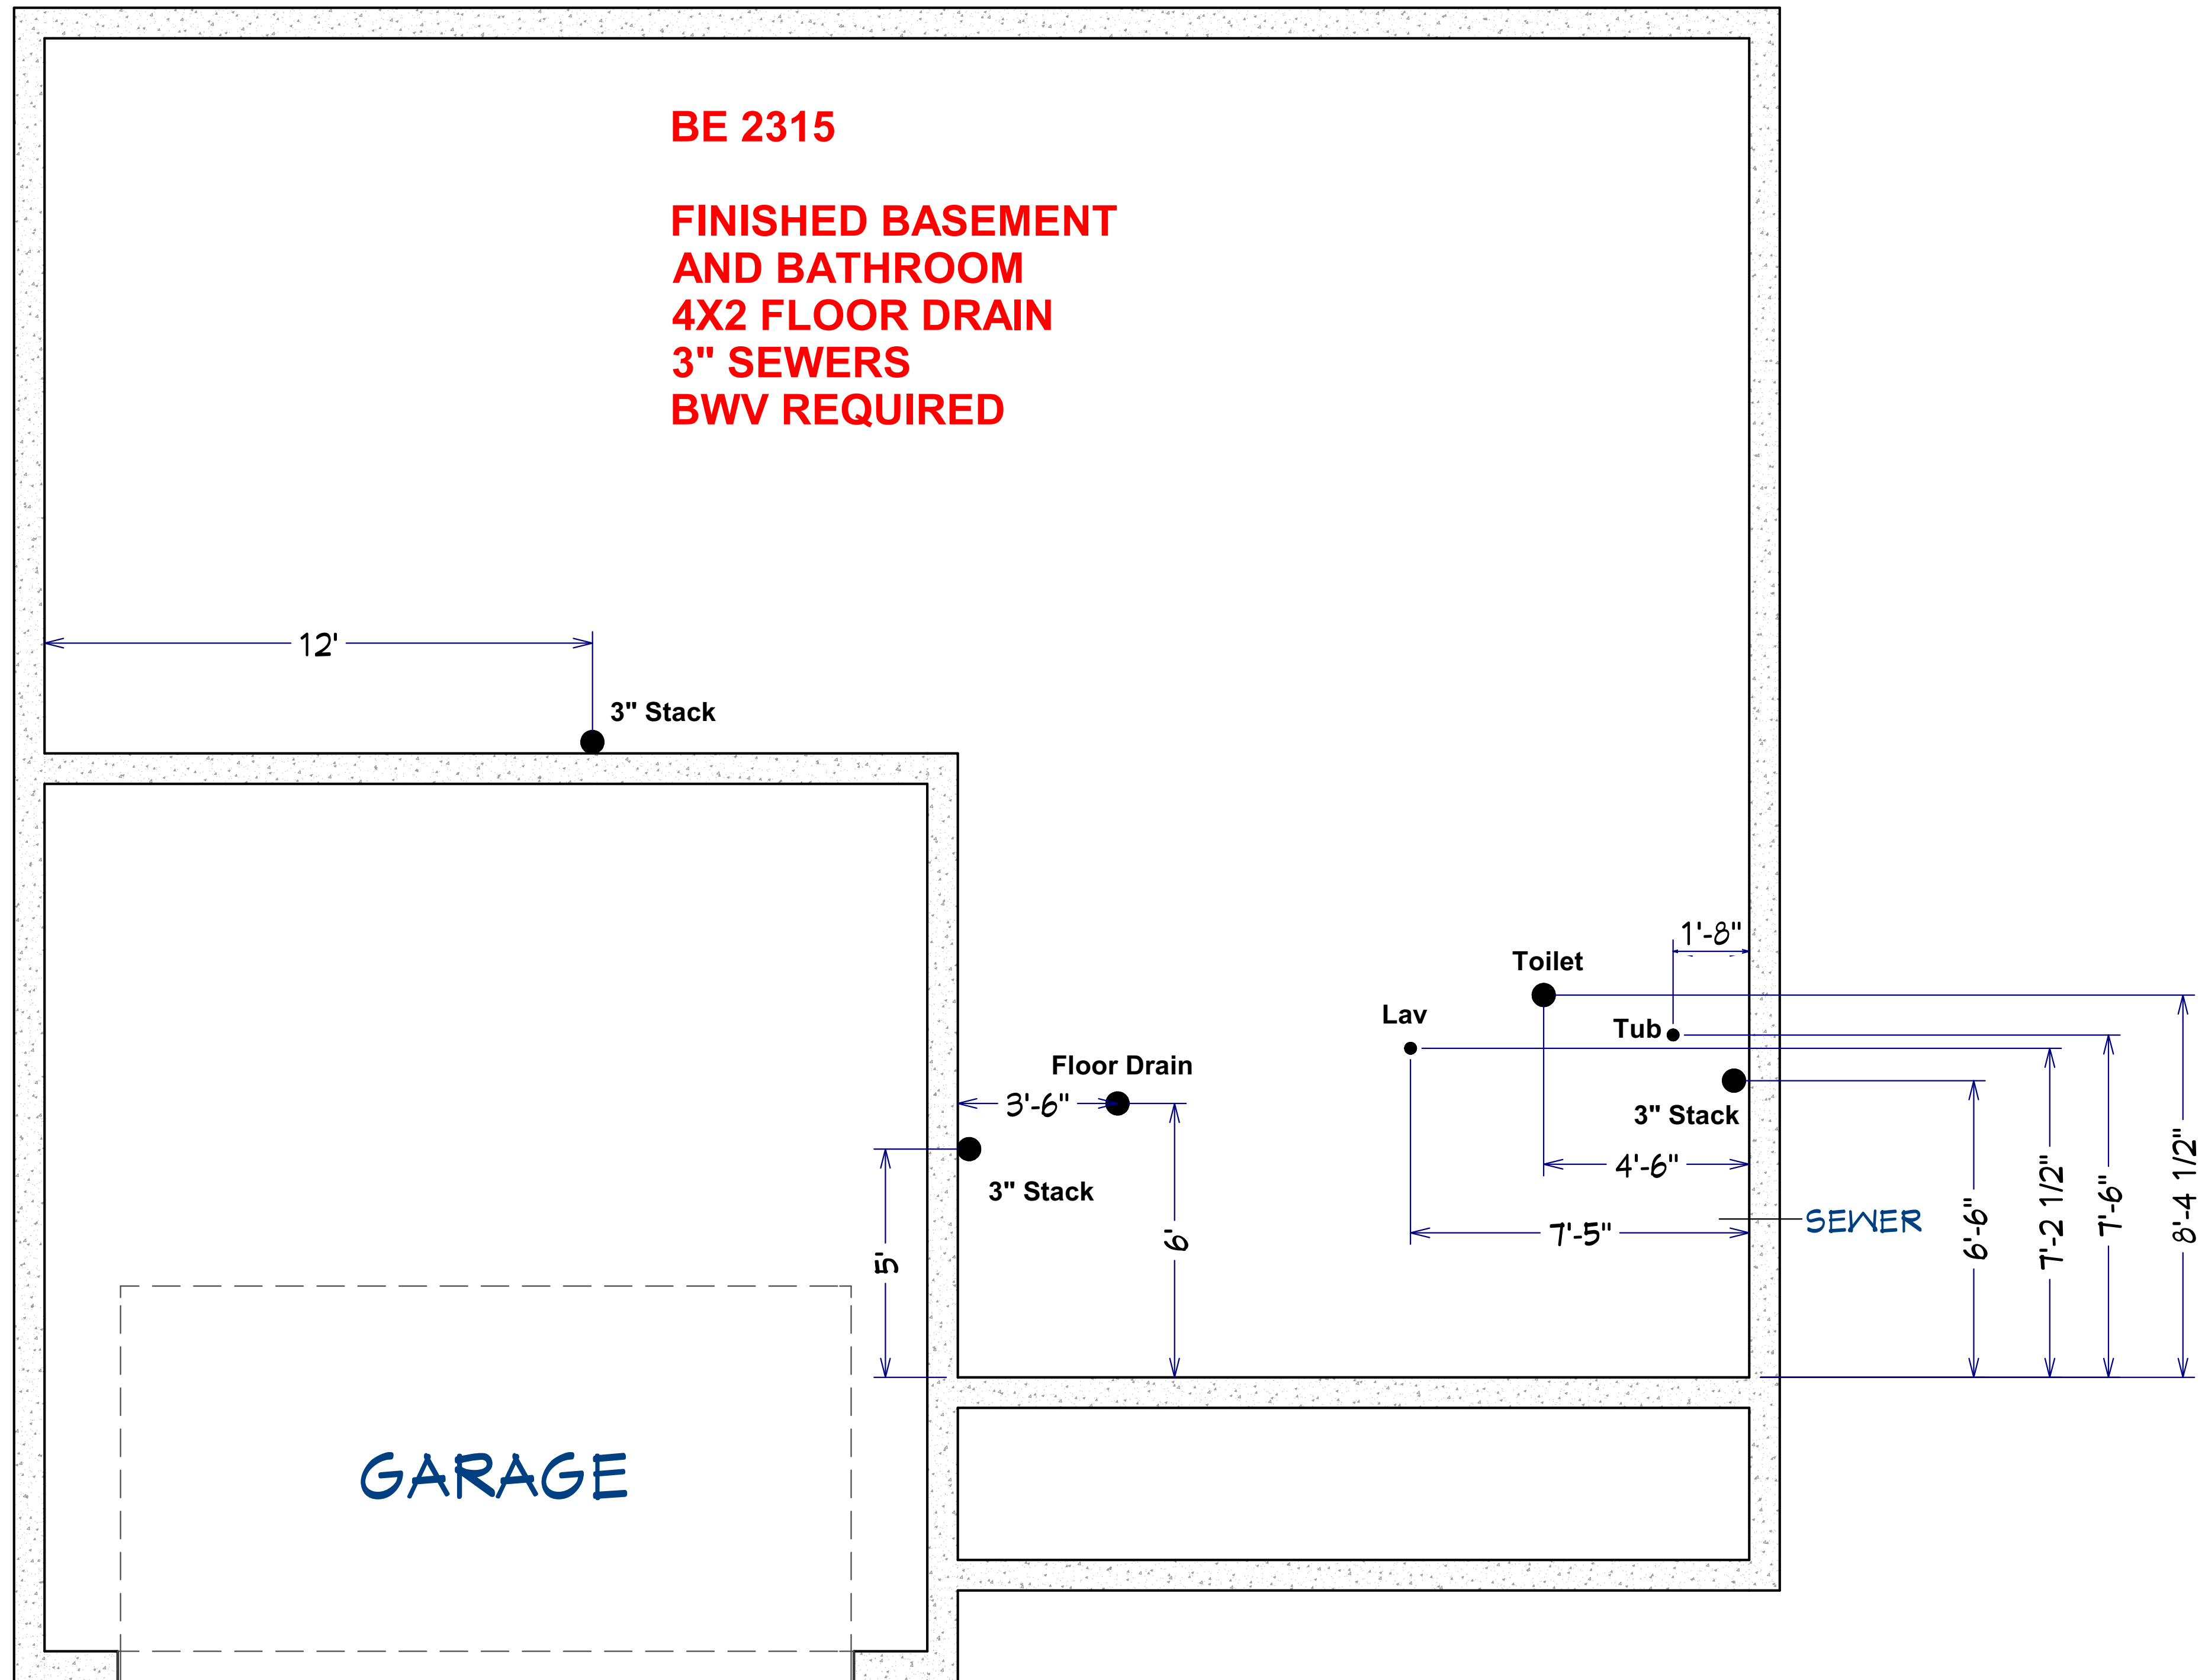 BE 2315
FINISHED BASEMENT
AND BATHROOM
4X2 FLOOR DRAIN
3" SEWERS
BWV REQUIRED
12'
3" Stack
1'-8"
Toilet
Lav
Tub
Floor Drain
3'-6"
3" Stack
3" Stack
4'-6"
7'-5"
SEWER
5'
6'
6'-6"
7'-2 1/2"
7'-6"
8'-4 1/2"
GARAGE